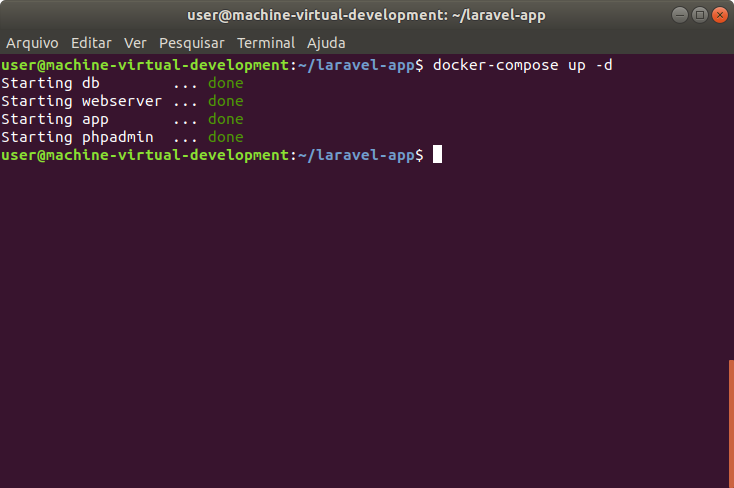 user@machine-virtual-development: ~/laravel-app
Arquivo Editar Ver Pesquisar Terminal Ajuda
user@machine-virtual-development:~/laravel-app$ docker-compose up -d
Starting db        ... done
Starting webserver ... done
Starting app       ... done
Starting phpadmin  ... done
user@machine-virtual-development:~/laravel-app$